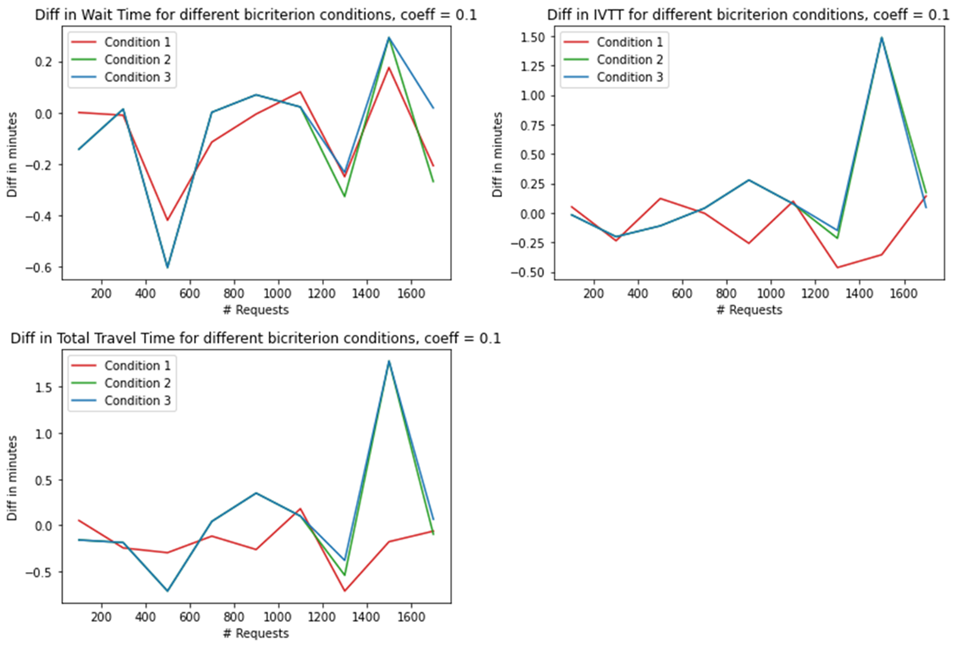 Diff in Wait Time for different bicriterion conditions, coeff = 0.1
Condition 1
Condition 2
Condition 3
Diff in minutes
0.2
0.0
−0.2
−0.4
−0.6
200 400 600 800 1000 1200 1400 1600
# Requests
Diff in IVTT for different bicriterion conditions, coeff = 0.1
Condition 1
Condition 2
Condition 3
Diff in minutes
1.50
1.25
1.00
0.75
0.50
0.25
0.00
−0.25
−0.50
200 400 600 800 1000 1200 1400 1600
# Requests
Diff in Total Travel Time for different bicriterion conditions, coeff = 0.1
Condition 1
Condition 2
Condition 3
Diff in minutes
1.5
1.0
0.5
0.0
−0.5
200 400 600 800 1000 1200 1400 1600
# Requests